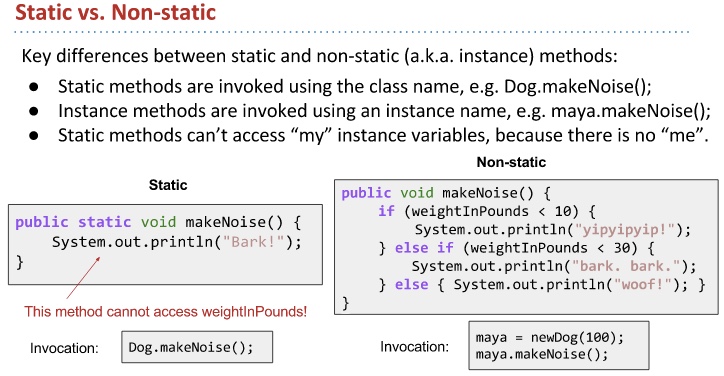 Static vs. Non-static
Key differences between static and non-static (a.k.a. instance) methods:
● Static methods are invoked using the class name, e.g. Dog.makeNoise();
● Instance methods are invoked using an instance name, e.g. maya.makeNoise();
● Static methods can’t access “my” instance variables, because there is no “me”.
Static
public static void makeNoise() {
    System.out.println("Bark!");
}
This method cannot access weightInPounds!
Invocation:
Dog.makeNoise();
Non-static
public void makeNoise() {
    if (weightInPounds < 10) {
        System.out.println("yipyipyip!");
    } else if (weightInPounds < 30) {
        System.out.println("bark. bark.");
    } else { System.out.println("woof!"); }
}
Invocation:
maya = newDog(100);
maya.makeNoise();